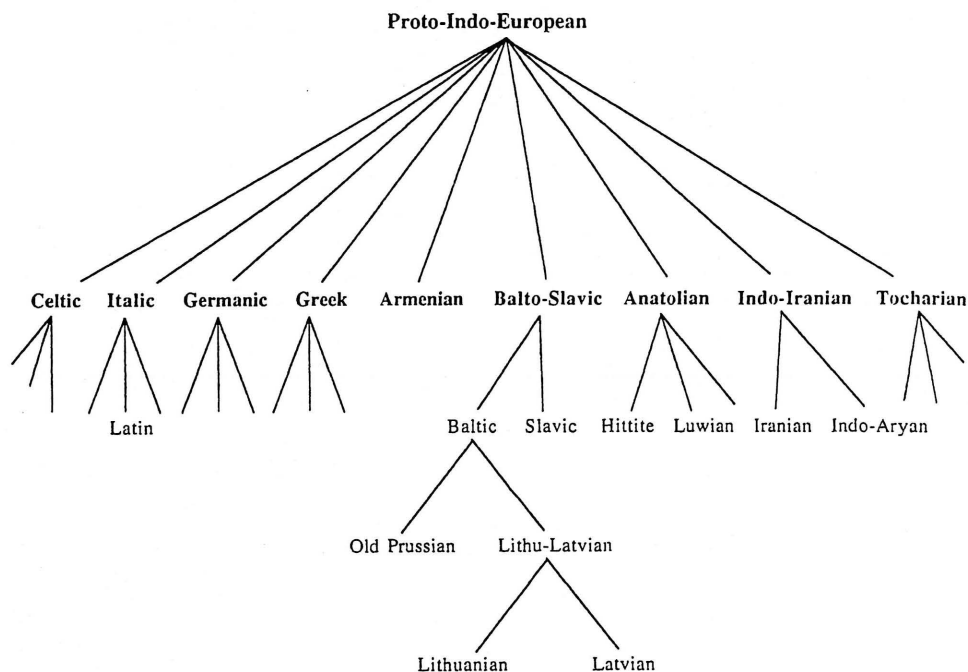 Proto-Indo-European
Celtic Italic Germanic Greek Armenian Balto-Slavic Anatolian Indo-Iranian Tocharian
Latin Baltic Slavic Hittite Luwian Iranian Indo-Aryan
Old Prussian Lithu-Latvian
Lithuanian Latvian